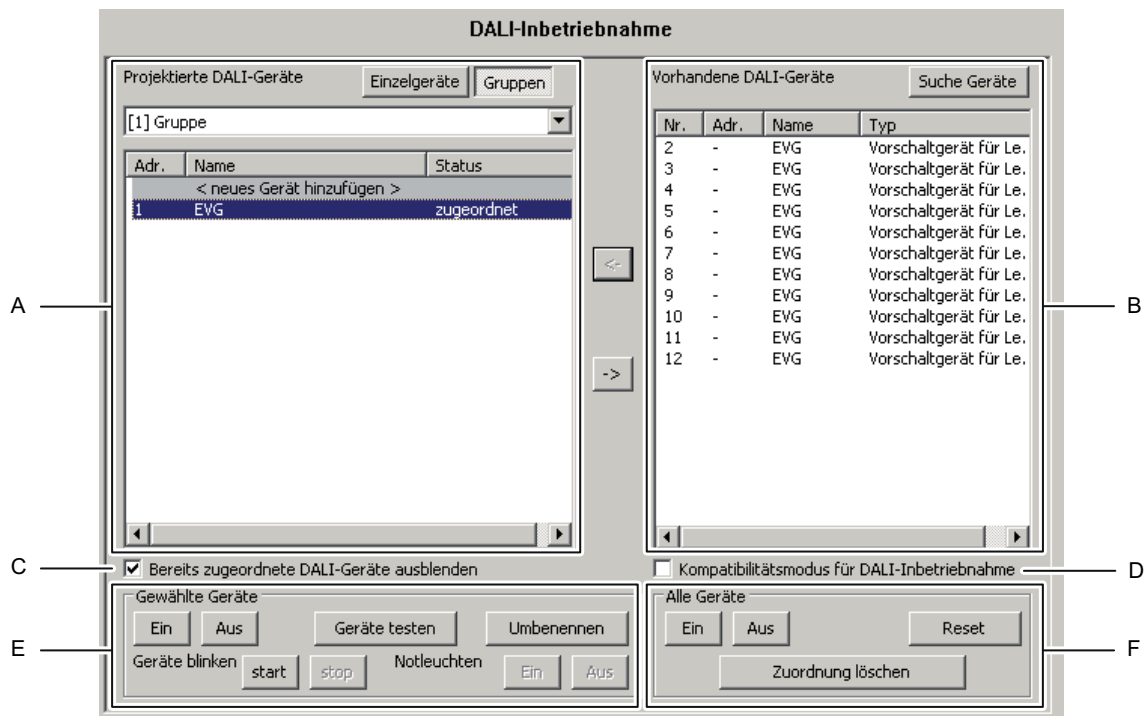 DALI-Inbetriebnahme
Projektierte DALI-Geräte Einzelgeräte Gruppen
[1] Gruppe
Adr. Name Status
< neues Gerät hinzufügen >
1 EVG zugeordnet
<-
->
Vorhandene DALI-Geräte Suche Geräte
Nr. Adr. Name Typ
2 - EVG Vorschaltgerät für Le.
3 - EVG Vorschaltgerät für Le.
4 - EVG Vorschaltgerät für Le.
5 - EVG Vorschaltgerät für Le.
6 - EVG Vorschaltgerät für Le.
7 - EVG Vorschaltgerät für Le.
8 - EVG Vorschaltgerät für Le.
9 - EVG Vorschaltgerät für Le.
10 - EVG Vorschaltgerät für Le.
11 - EVG Vorschaltgerät für Le.
12 - EVG Vorschaltgerät für Le.
A
B
C
Bereits zugeordnete DALI-Geräte ausblenden
Kompatibilitätsmodus für DALI-Inbetriebnahme
D
E
Gewählte Geräte
Ein Aus Geräte testen Umbenennen
Geräte blinken start stop Notleuchten Ein Aus
Alle Geräte
Ein Aus Reset
Zuordnung löschen
F